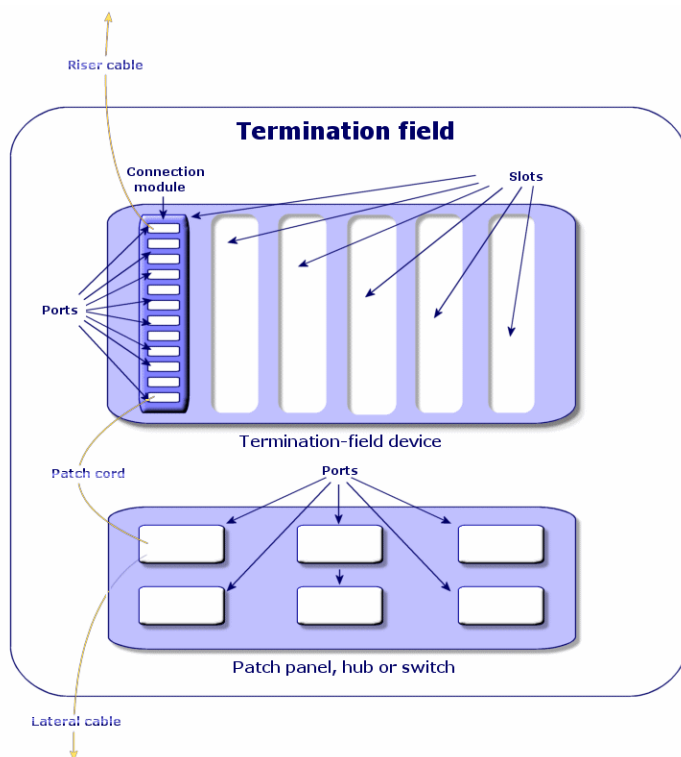 Riser cable
Termination field
Connection
module
Slots
Ports
Termination-field device
Patch cord
Ports
Patch panel, hub or switch
Lateral cable